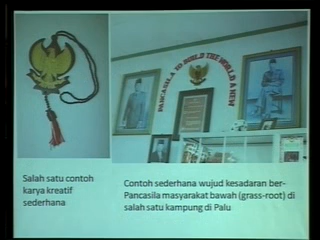 PANCASILA TO BUILD THE WORLD A NEW
Salah satu contoh
karya kreatif
sederhana
Contoh sederhana wujud kesadaran ber-
Pancasila masyarakat bawah (grass-root) di
salah satu kampung di Palu